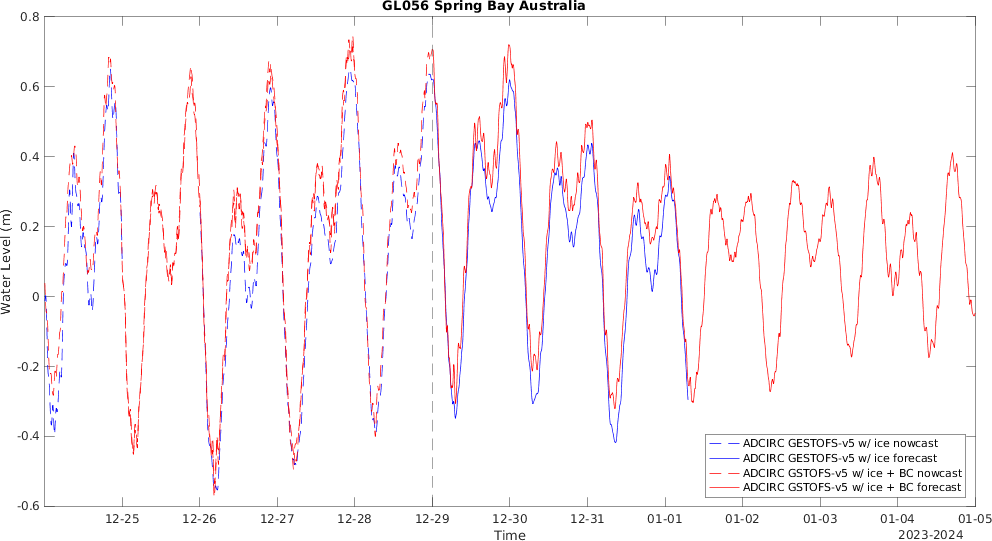 GL056 Spring Bay Australia
Water Level (m)
0.8
0.6
0.4
0.2
0
-0.2
-0.4
-0.6
ADCIRC GESTOFS-v5 w/ ice nowcast
ADCIRC GESTOFS-v5 w/ ice forecast
ADCIRC GSTOFS-v5 w/ ice + BC nowcast
ADCIRC GSTOFS-v5 w/ ice + BC forecast
12-25 12-26 12-27 12-28 12-29 12-30 12-31 01-01 01-02 01-03 01-04 01-05
Time
2023-2024